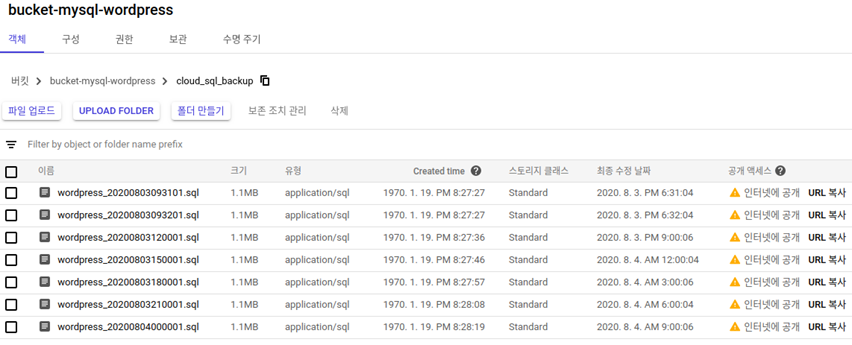 bucket-mysql-wordpress
객체 구성 권한 보관 수명 주기
버킷 > bucket-mysql-wordpress > cloud_sql_backup
파일 업로드 UPLOAD FOLDER 폴더 만들기 보존 조치 관리 삭제
Filter by object or folder name prefix
이름 크기 유형 Created time 스토리지 클래스 최종 수정 날짜 공개 액세스
wordpress_20200803093101.sql 1.1MB application/sql 1970. 1. 19. PM 8:27:27 Standard 2020. 8. 3. PM 6:31:04 인터넷에 공개 URL 복사
wordpress_20200803093201.sql 1.1MB application/sql 1970. 1. 19. PM 8:27:27 Standard 2020. 8. 3. PM 6:32:04 인터넷에 공개 URL 복사
wordpress_20200803120001.sql 1.1MB application/sql 1970. 1. 19. PM 8:27:36 Standard 2020. 8. 3. PM 9:00:06 인터넷에 공개 URL 복사
wordpress_20200803150001.sql 1.1MB application/sql 1970. 1. 19. PM 8:27:46 Standard 2020. 8. 4. AM 12:00:04 인터넷에 공개 URL 복사
wordpress_20200803180001.sql 1.1MB application/sql 1970. 1. 19. PM 8:27:57 Standard 2020. 8. 4. AM 3:00:06 인터넷에 공개 URL 복사
wordpress_20200803210001.sql 1.1MB application/sql 1970. 1. 19. PM 8:28:08 Standard 2020. 8. 4. AM 6:00:04 인터넷에 공개 URL 복사
wordpress_20200804000001.sql 1.1MB application/sql 1970. 1. 19. PM 8:28:19 Standard 2020. 8. 4. AM 9:00:06 인터넷에 공개 URL 복사